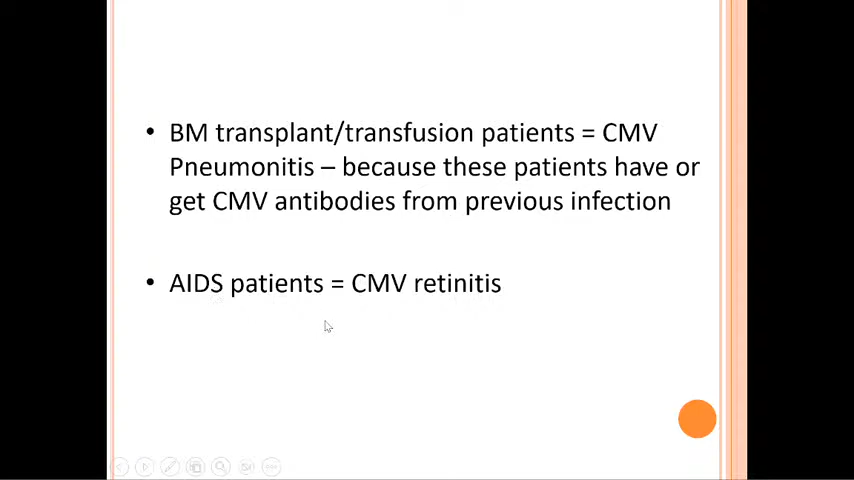 • BM transplant/transfusion patients = CMV
Pneumonitis – because these patients have or
get CMV antibodies from previous infection
• AIDS patients = CMV retinitis